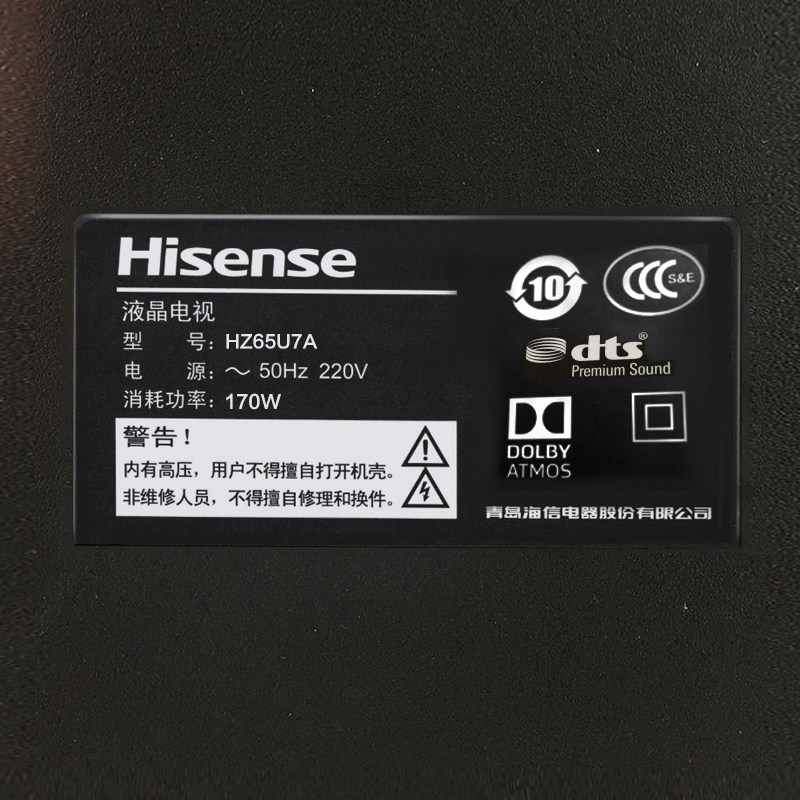 Hisense
液晶电视
型 号: HZ65U7A
电 源: ～ 50Hz 220V
消耗功率: 170W
警告！
内有高压，用户不得擅自打开机壳。
非维修人员，不得擅自修理和换件。
10
CCC S&E
dts®
Premium Sound
DOLBY
ATMOS
青岛海信电器股份有限公司